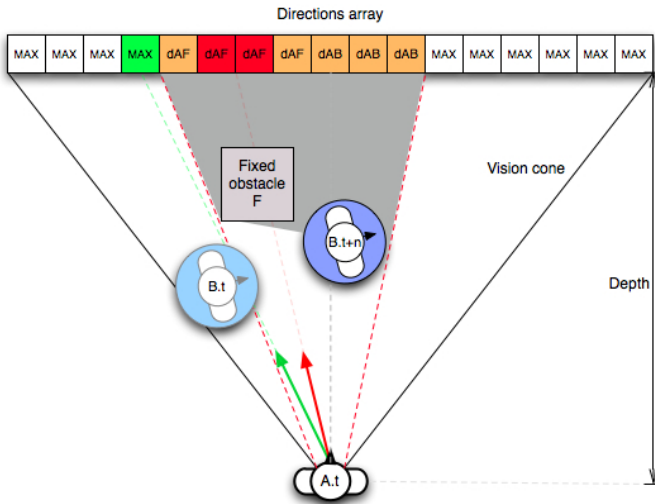 Directions array
MAX MAX MAX MAX dAF dAF dAF dAF dAB dAB dAB MAX MAX MAX MAX MAX MAX
Fixed
obstacle
F
Vision cone
B.t+n
B.t
Depth
A.t